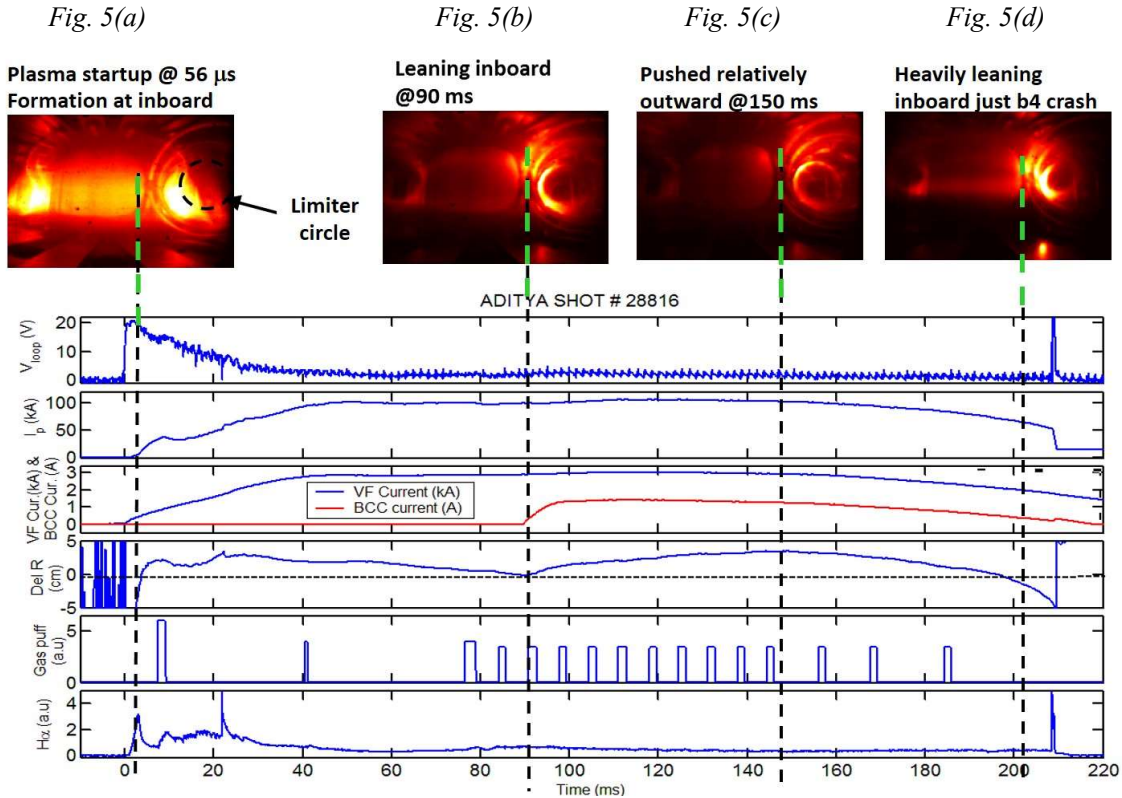 Fig. 5(a) Fig. 5(b) Fig. 5(c) Fig. 5(d)
Plasma startup @ 56 μs
Formation at inboard
Leaning inboard
@90 ms
Pushed relatively
outward @150 ms
Heavily leaning
inboard just b4 crash
Limiter
circle
ADITYA SHOT # 28816
V_loop (V)
20
10
0
I_p (kA)
100
50
0
VF Cur.(kA) &
BCC Cur. (A)
3
2
1
0
VF Current (kA)
BCC current (A)
Del R
(cm)
5
0
-5
Gas puff
(a.u)
5
0
Hα (a.u)
4
2
0
0 20 40 60 80 100 120 140 160 180 200 220
Time (ms)